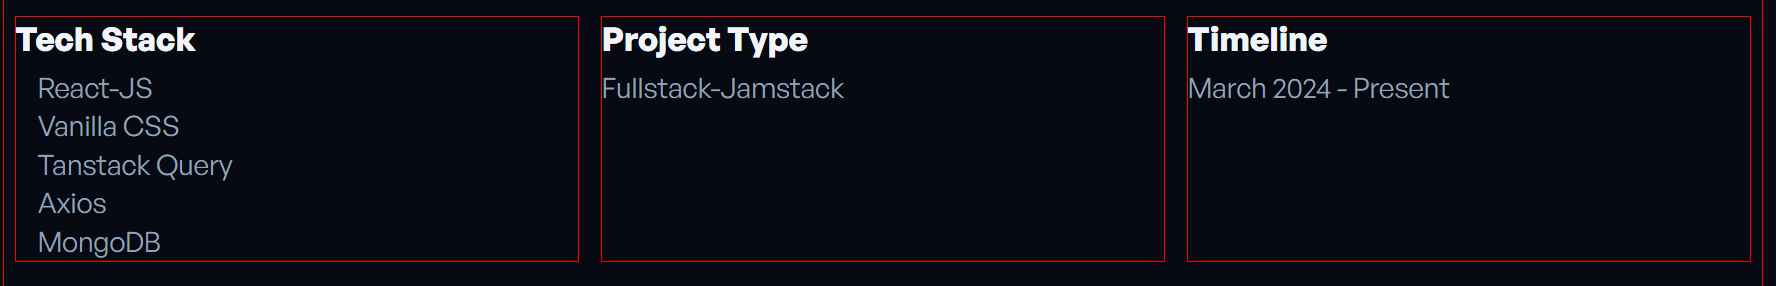 Tech Stack
React-JS
Vanilla CSS
Tanstack Query
Axios
MongoDB
Project Type
Fullstack-Jamstack
Timeline
March 2024 - Present